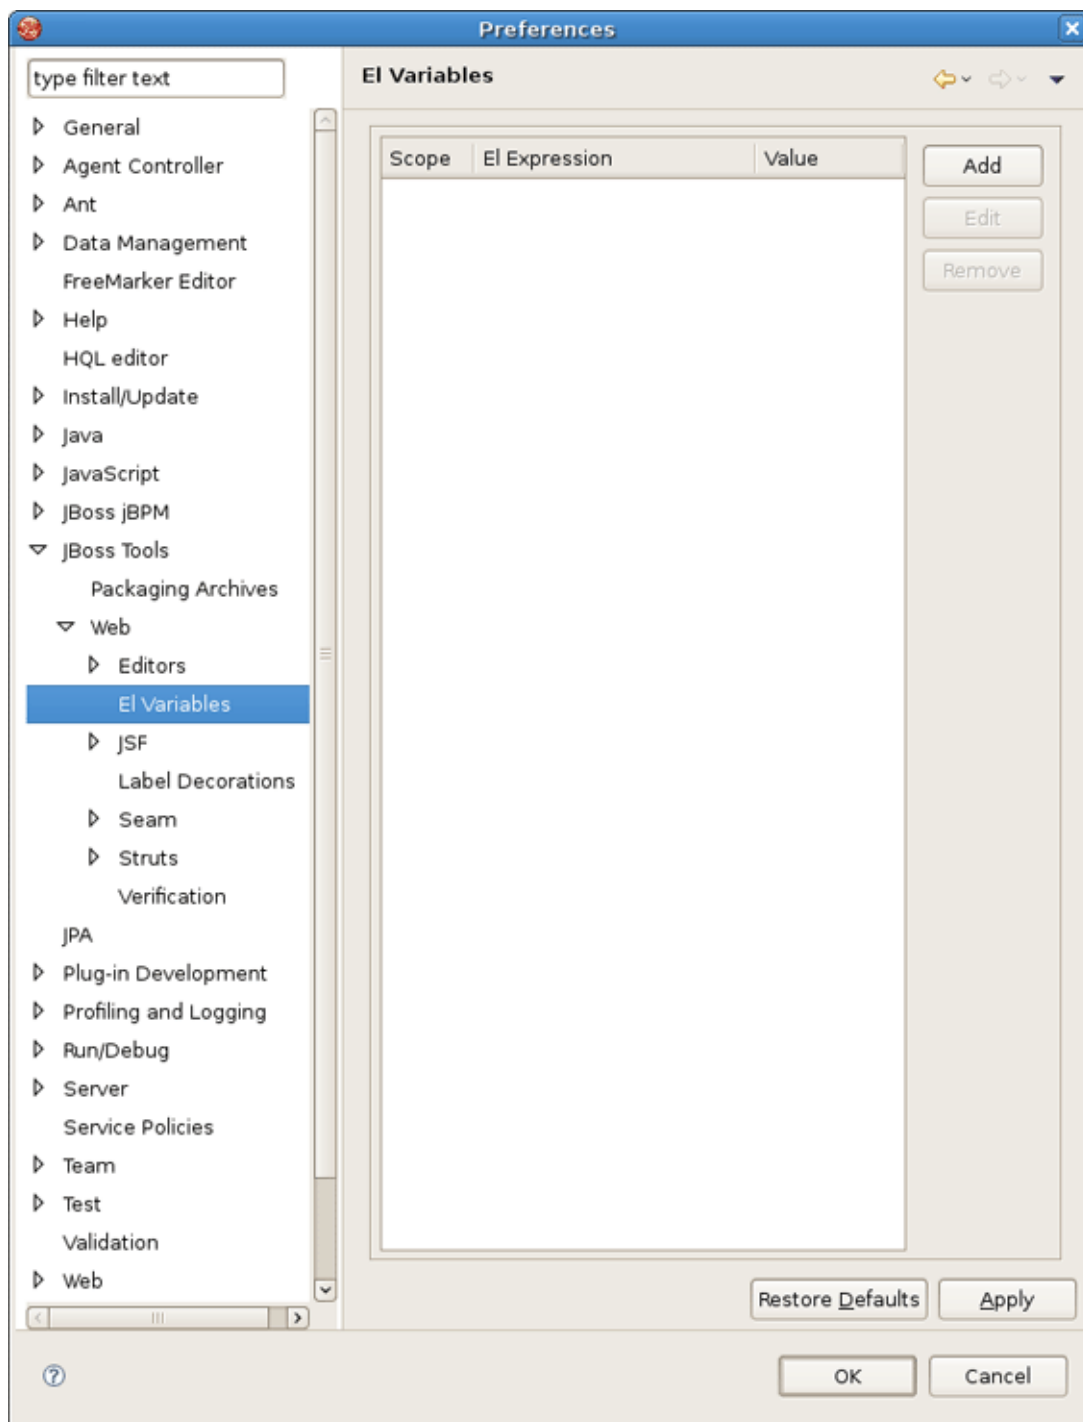 Preferences
type filter text
General
Agent Controller
Ant
Data Management
FreeMarker Editor
Help
HQL editor
Install/Update
Java
JavaScript
JBoss jBPM
JBoss Tools
Packaging Archives
Web
Editors
El Variables
JSF
Label Decorations
Seam
Struts
Verification
JPA
Plug-in Development
Profiling and Logging
Run/Debug
Server
Service Policies
Team
Test
Validation
Web
El Variables
Scope El Expression Value
Add
Edit
Remove
Restore Defaults Apply
OK Cancel